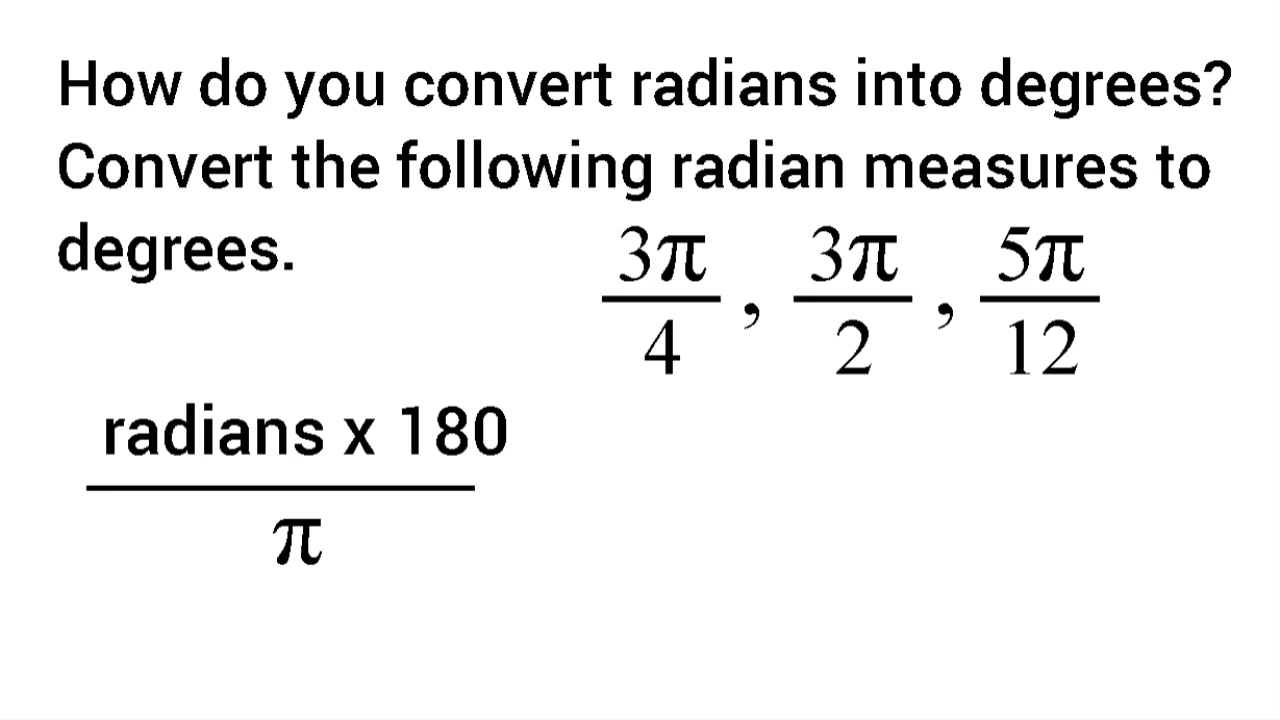 How do you convert radians into degrees?
Convert the following radian measures to
degrees.
3π/4 , 3π/2 , 5π/12
radians x 180
π